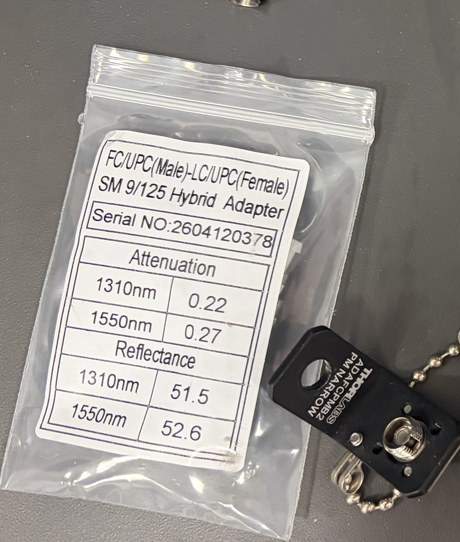 FC/UPC(Male)-LC/UPC(Female)
SM 9/125 Hybrid Adapter
Serial NO:2604120378
Attenuation
1310nm 0.22
1550nm 0.27
Reflectance
1310nm 51.5
1550nm 52.6
THORLABS
ADAFCPMB2
PM NARROW